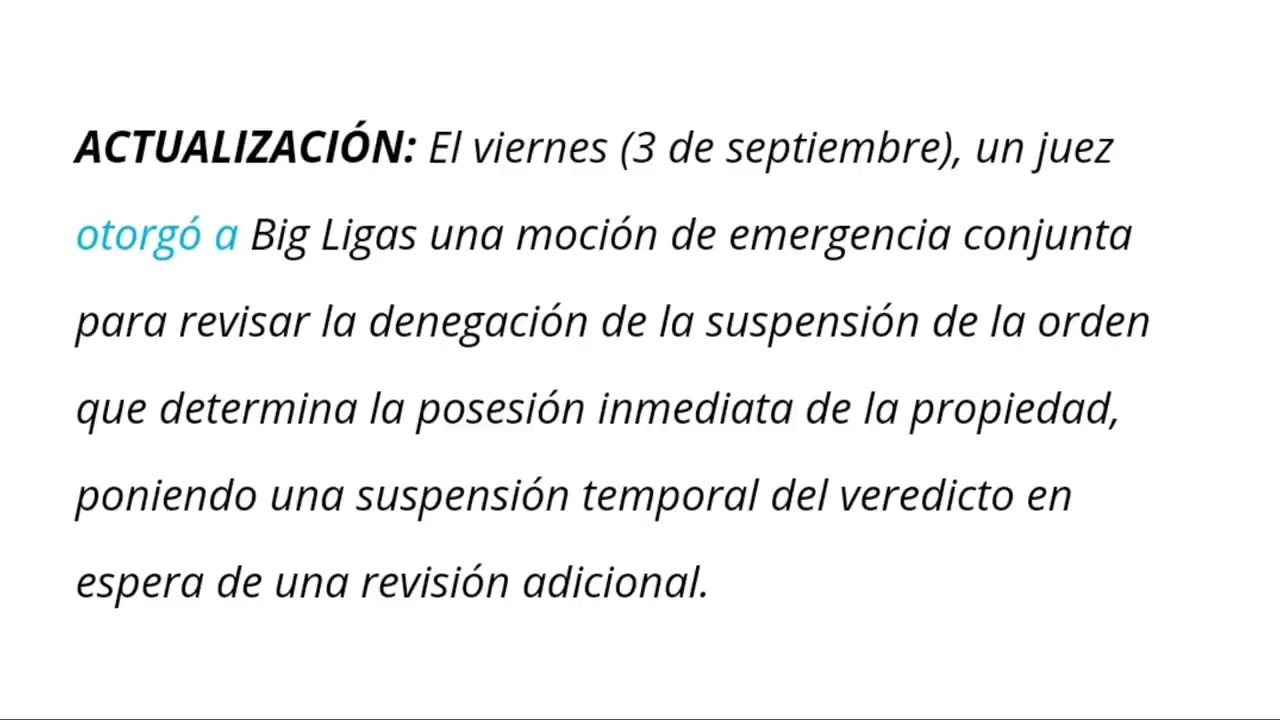 ACTUALIZACIÓN: El viernes (3 de septiembre), un juez
otorgó a Big Ligas una moción de emergencia conjunta
para revisar la denegación de la suspensión de la orden
que determina la posesión inmediata de la propiedad,
poniendo una suspensión temporal del veredicto en
espera de una revisión adicional.